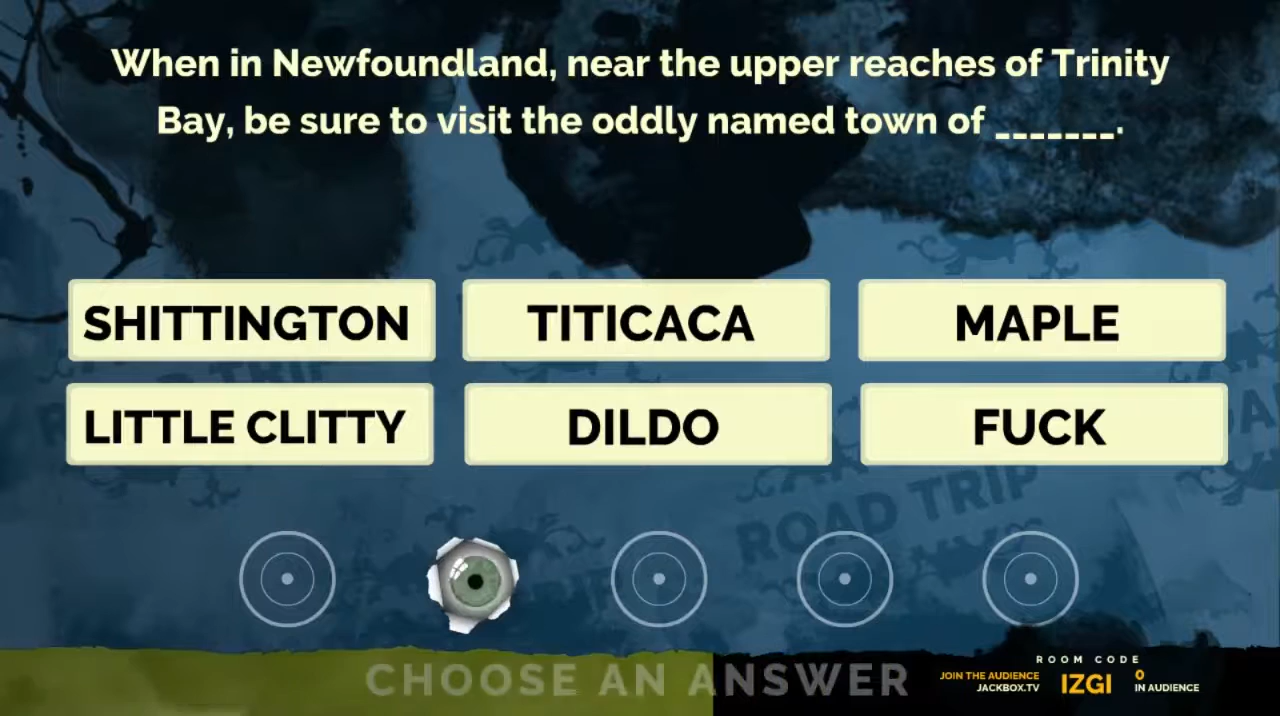 When in Newfoundland, near the upper reaches of Trinity
Bay, be sure to visit the oddly named town of _______.
SHITTINGTON
TITICACA
MAPLE
LITTLE CLITTY
DILDO
FUCK
ROAD TRIP
CHOOSE AN ANSWER
ROOM CODE
JOIN THE AUDIENCE
JACKBOX.TV
IZGI
0
IN AUDIENCE